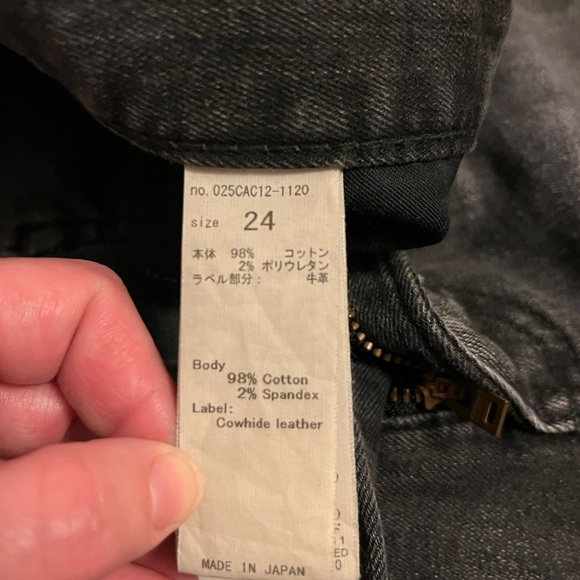 no. 025CAC12-1120
size 24
本体 98% コットン
2% ポリウレタン
ラベル部分： 牛革
Body
98% Cotton
2% Spandex
Label:
Cowhide leather
MADE IN JAPAN